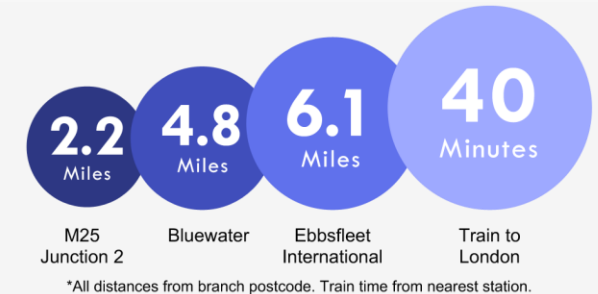 2.2
Miles
4.8
Miles
6.1
Miles
40
Minutes
M25
Junction 2
Bluewater
Ebbsfleet
International
Train to
London
*All distances from branch postcode. Train time from nearest station.